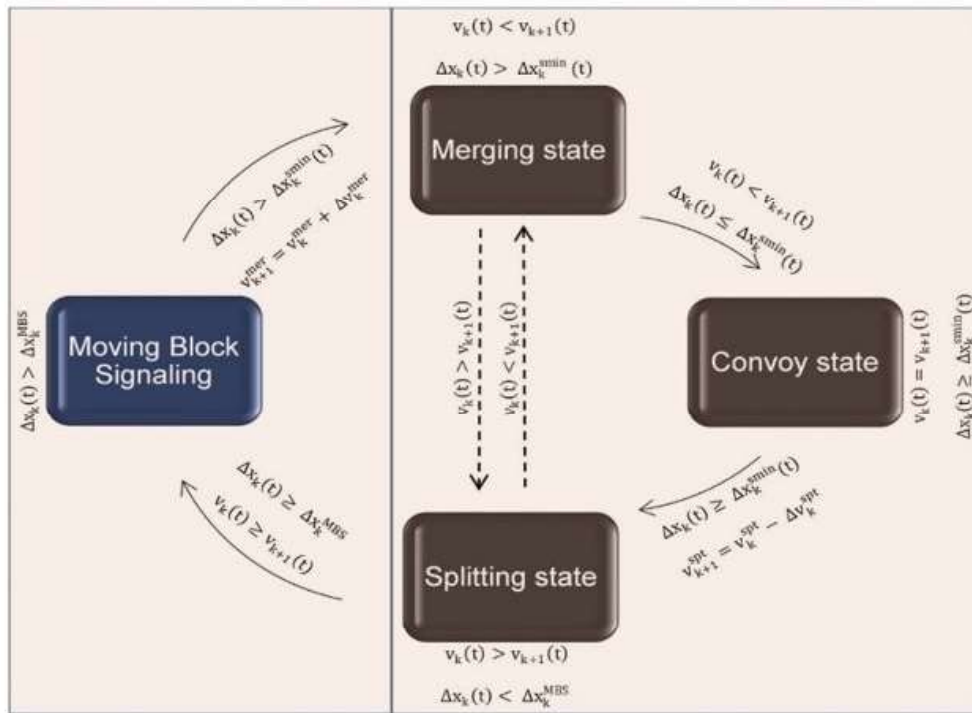 v_k(t) < v_{k+1}(t)
Δx_k(t) > Δx_k^{smin}(t)
Merging state
Δx_k(t) > Δx_k^{smin}(t)
v_{k+1}^{mer} = v_k^{mer} + Δv_k^{mer}
v_k(t) < v_{k+1}(t)
Δx_k(t) ≤ Δx_k^{smin}(t)
Δx_k(t) > Δx_k^{MBS}
Moving Block
Signaling
v_k(t) > v_{k+1}(t)
v_k(t) < v_{k+1}(t)
Convoy state
v_k(t) = v_{k+1}(t)
Δx_k(t) ≥ Δx_k^{smin}(t)
Δx_k(t) ≥ Δx_k^{MBS}
v_k(t) ≥ v_{k+1}(t)
Δx_k(t) ≥ Δx_k^{smin}(t)
v_{k+1}^{spt} = v_k^{spt} − Δv_k^{spt}
Splitting state
v_k(t) > v_{k+1}(t)
Δx_k(t) < Δx_k^{MBS}